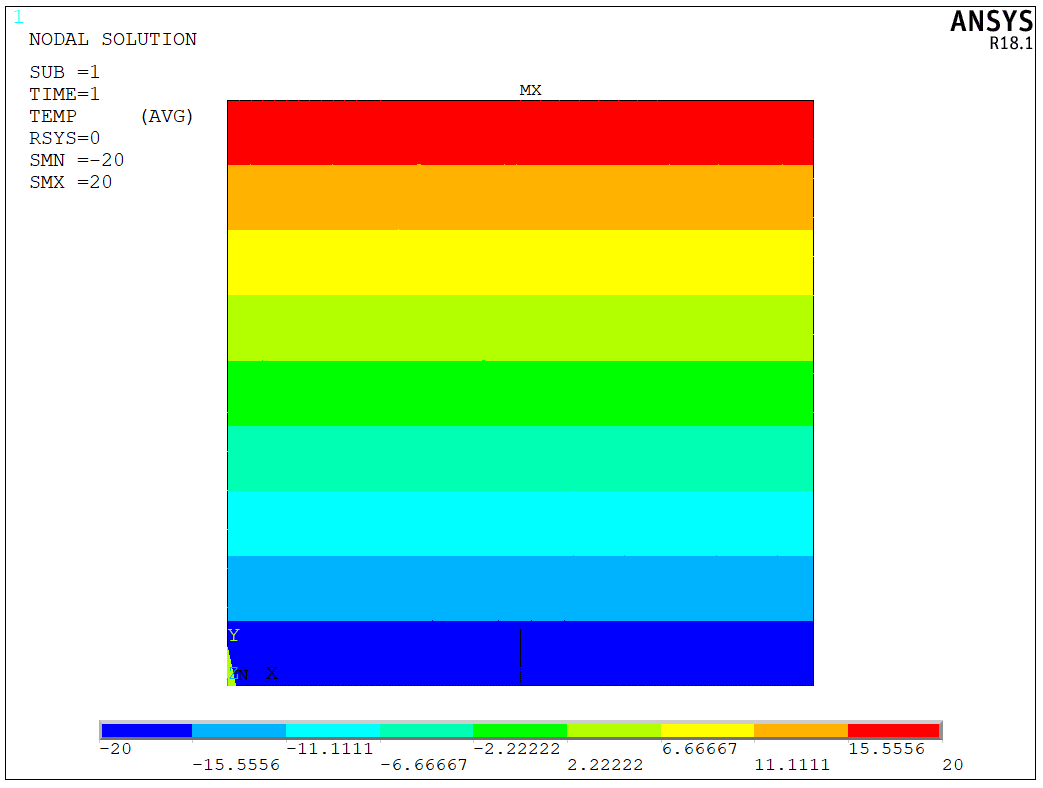 1
ANSYS
R18.1
NODAL SOLUTION
SUB =1
TIME=1
TEMP (AVG)
RSYS=0
SMN =-20
SMX =20
MX
Y
X
-20 -11.1111 -2.22222 6.66667 15.5556
-15.5556 -6.66667 2.22222 11.1111 20